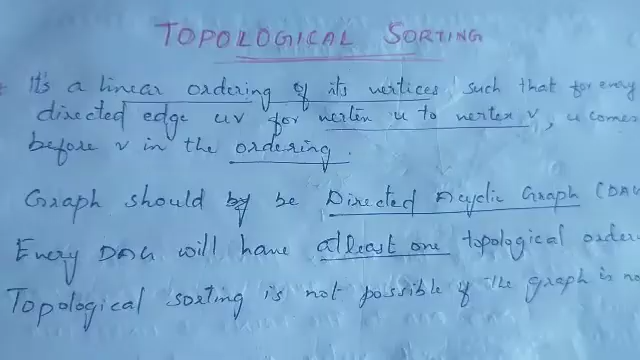 TOPOLOGICAL SORTING
It's a linear ordering of its vertices such that for every
directed edge uv for vertex u to vertex v, u comes
before v in the ordering.
Graph should be Directed Acyclic Graph (DAG
Every DAG will have atleast one topological order
Topological sorting is not possible if the graph is no